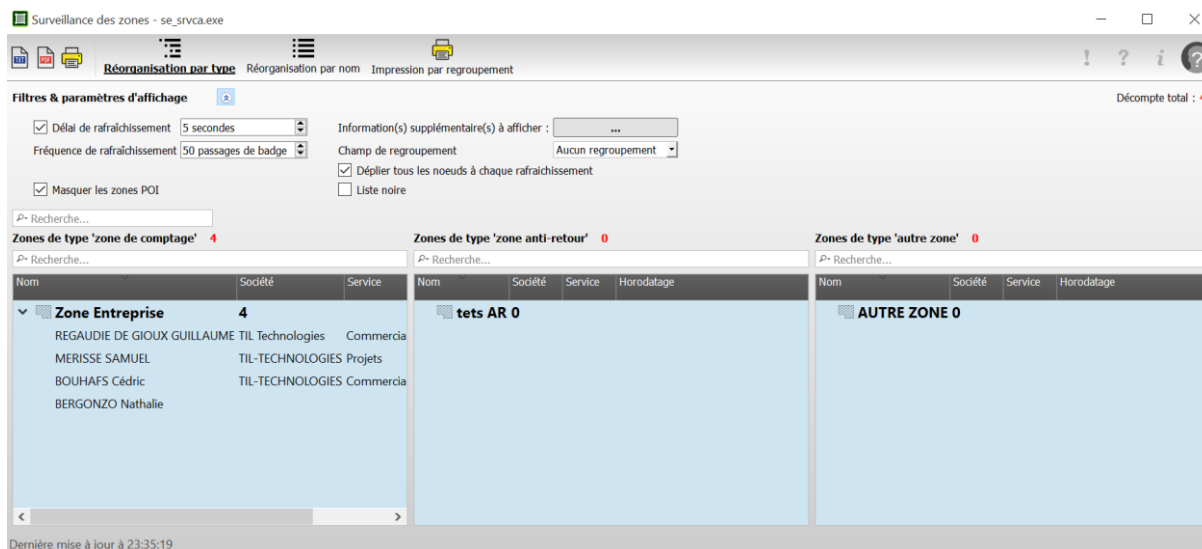 Surveillance des zones - se_srvca.exe
Réorganisation par type Réorganisation par nom Impression par regroupement
Filtres & paramètres d'affichage
Décompte total : 4
Délai de rafraîchissement 5 secondes
Information(s) supplémentaire(s) à afficher : ...
Fréquence de rafraîchissement 50 passages de badge
Champ de regroupement Aucun regroupement
Déplier tous les noeuds à chaque rafraichissement
Masquer les zones POI
Liste noire
Recherche...
Zones de type 'zone de comptage' 4
Zones de type 'zone anti-retour' 0
Zones de type 'autre zone' 0
Recherche...
Recherche...
Recherche...
Nom Société Service
Nom Société Service Horodatage
Nom Société Service Horodatage
Zone Entreprise 4
tets AR 0
AUTRE ZONE 0
REGAUDIE DE GIOUX GUILLAUME TIL Technologies Commercia
MERISSE SAMUEL TIL-TECHNOLOGIES Projets
BOUHAFS Cédric TIL-TECHNOLOGIES Commercia
BERGONZO Nathalie
Dernière mise à jour à 23:35:19